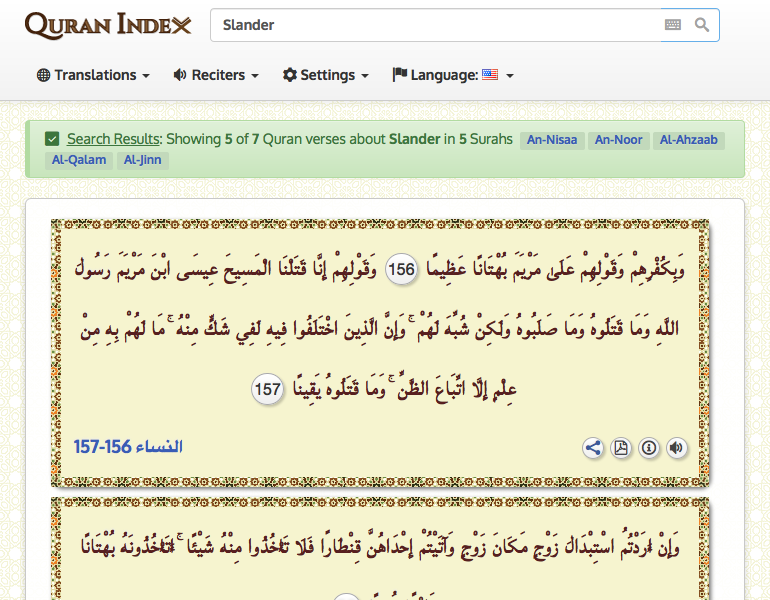 QURAN INDEX
Slander
Translations Reciters Settings Language:
Search Results: Showing 5 of 7 Quran verses about Slander in 5 Surahs An-Nisaa An-Noor Al-Ahzaab
Al-Qalam Al-Jinn
وَبِكُفْرِهِمْ وَقَوْلِهِمْ عَلَىٰ مَرْيَمَ بُهْتَانًا عَظِيمًا 156 وَقَوْلِهِمْ إِنَّا قَتَلْنَا الْمَسِيحَ عِيسَى ابْنَ مَرْيَمَ رَسُولَ
اللَّهِ وَمَا قَتَلُوهُ وَمَا صَلَبُوهُ وَلَٰكِنْ شُبِّهَ لَهُمْ ۚ وَإِنَّ الَّذِينَ اخْتَلَفُوا فِيهِ لَفِي شَكٍّ مِنْهُ ۚ مَا لَهُمْ بِهِ مِنْ
عِلْمٍ إِلَّا اتِّبَاعَ الظَّنِّ ۚ وَمَا قَتَلُوهُ يَقِينًا 157
النساء 156-157
وَإِنْ أَرَدْتُمُ اسْتِبْدَالَ زَوْجٍ مَكَانَ زَوْجٍ وَآتَيْتُمْ إِحْدَاهُنَّ قِنْطَارًا فَلَا تَأْخُذُوا مِنْهُ شَيْئًا ۚ أَتَأْخُذُونَهُ بُهْتَانًا